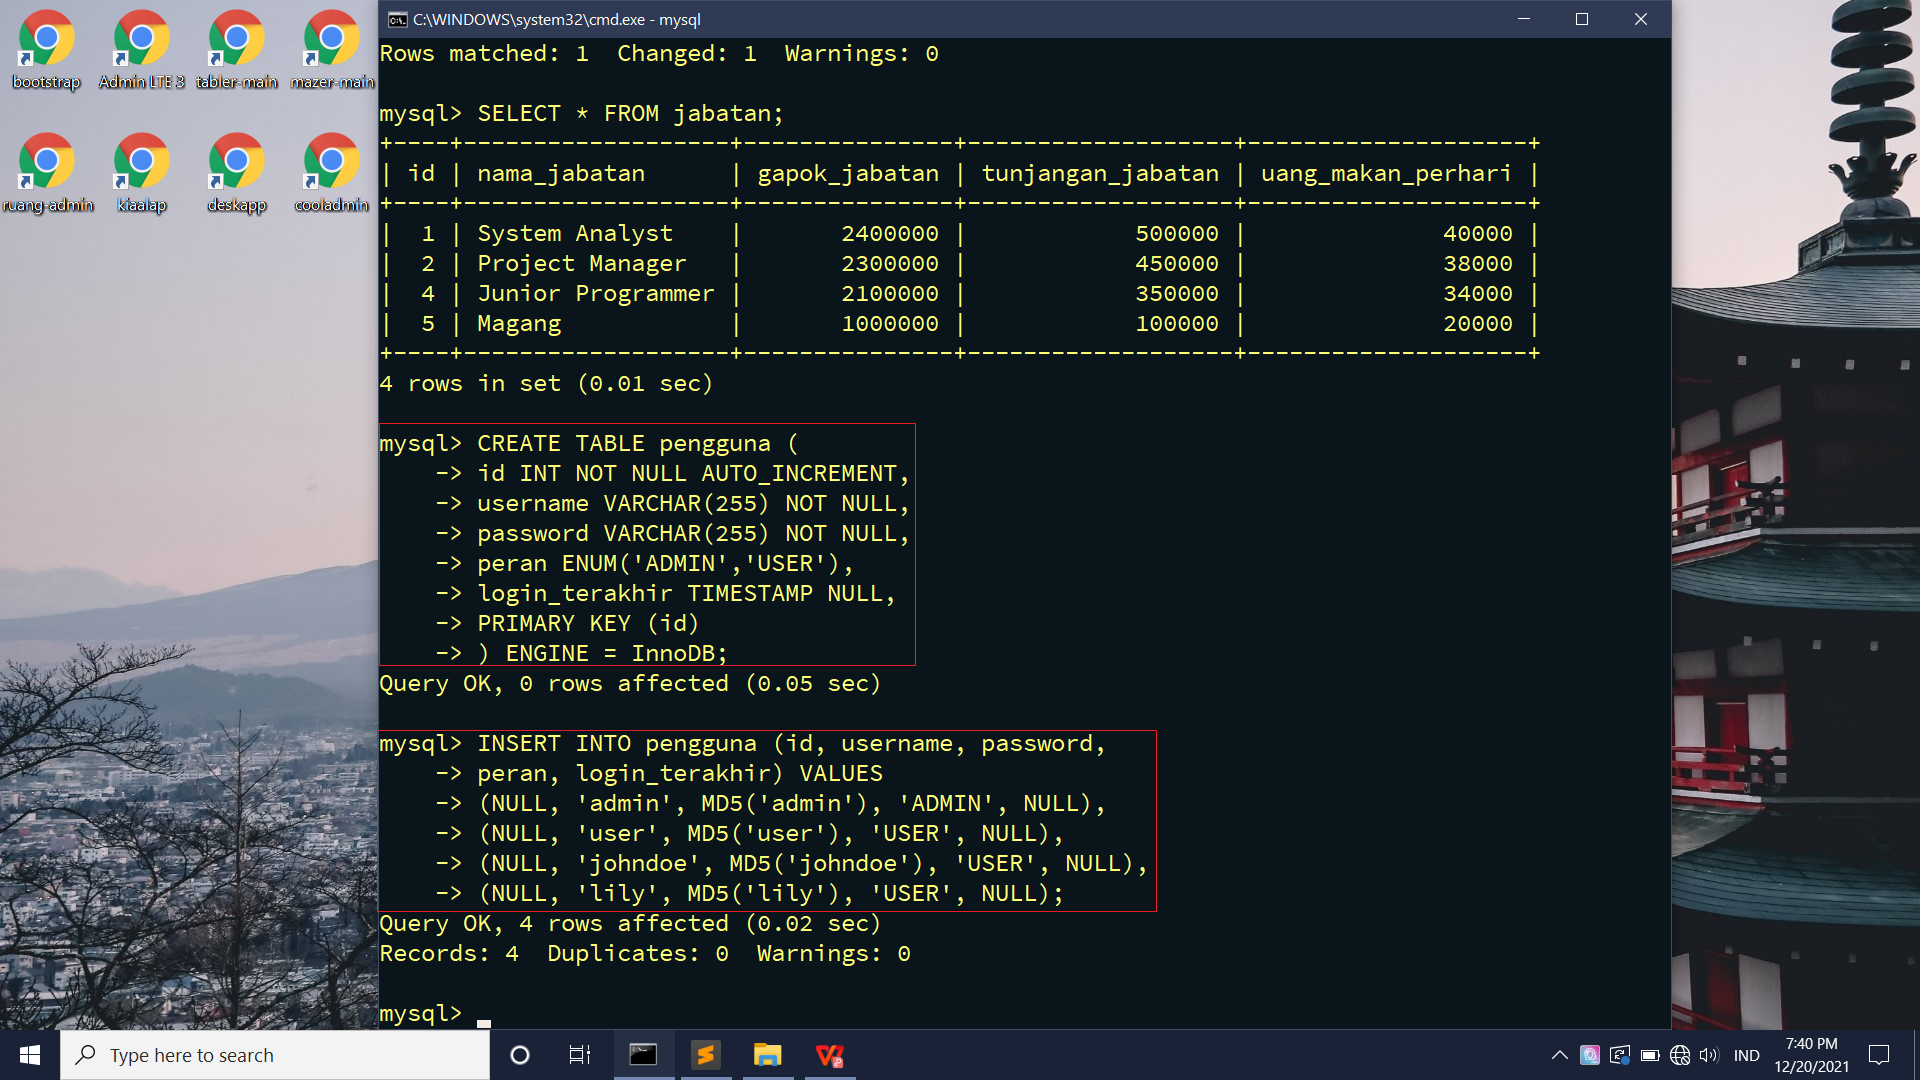 bootstrap
Admin LTE 3
tabler-main
mazer-main
ruang-admin
kiaalap
deskapp
cooladmin
C:\WINDOWS\system32\cmd.exe - mysql
Rows matched: 1  Changed: 1  Warnings: 0
mysql> SELECT * FROM jabatan;
+----+-------------------+---------------+-------------------+--------------------+
| id | nama_jabatan      | gapok_jabatan | tunjangan_jabatan | uang_makan_perhari |
+----+-------------------+---------------+-------------------+--------------------+
|  1 | System Analyst    |       2400000 |            500000 |              40000 |
|  2 | Project Manager   |       2300000 |            450000 |              38000 |
|  4 | Junior Programmer |       2100000 |            350000 |              34000 |
|  5 | Magang            |       1000000 |            100000 |              20000 |
+----+-------------------+---------------+-------------------+--------------------+
4 rows in set (0.01 sec)
mysql> CREATE TABLE pengguna (
    -> id INT NOT NULL AUTO_INCREMENT,
    -> username VARCHAR(255) NOT NULL,
    -> password VARCHAR(255) NOT NULL,
    -> peran ENUM('ADMIN','USER'),
    -> login_terakhir TIMESTAMP NULL,
    -> PRIMARY KEY (id)
    -> ) ENGINE = InnoDB;
Query OK, 0 rows affected (0.05 sec)
mysql> INSERT INTO pengguna (id, username, password,
    -> peran, login_terakhir) VALUES
    -> (NULL, 'admin', MD5('admin'), 'ADMIN', NULL),
    -> (NULL, 'user', MD5('user'), 'USER', NULL),
    -> (NULL, 'johndoe', MD5('johndoe'), 'USER', NULL),
    -> (NULL, 'lily', MD5('lily'), 'USER', NULL);
Query OK, 4 rows affected (0.02 sec)
Records: 4  Duplicates: 0  Warnings: 0
mysql>
Type here to search
IND
7:40 PM
12/20/2021